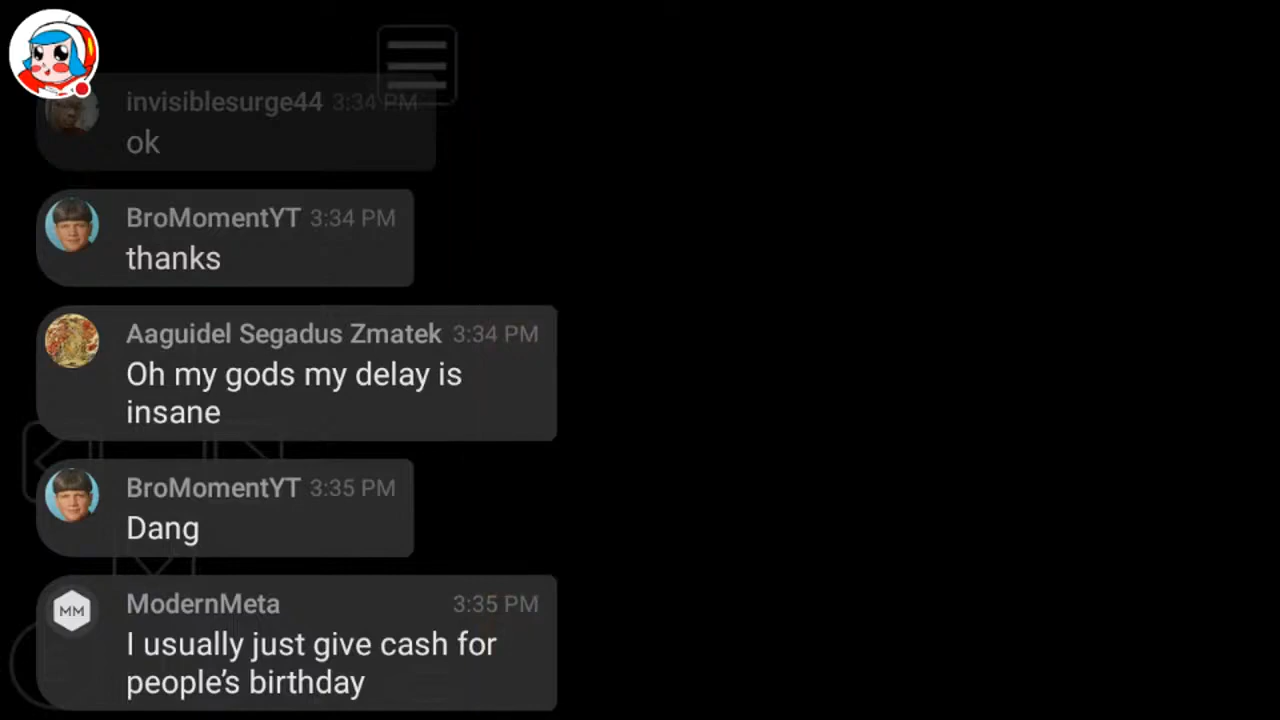 invisiblesurge44 3:34 PM
ok
BroMomentYT 3:34 PM
thanks
Aaguidel Segadus Zmatek 3:34 PM
Oh my gods my delay is
insane
BroMomentYT 3:35 PM
Dang
MM
ModernMeta 3:35 PM
I usually just give cash for
people’s birthday